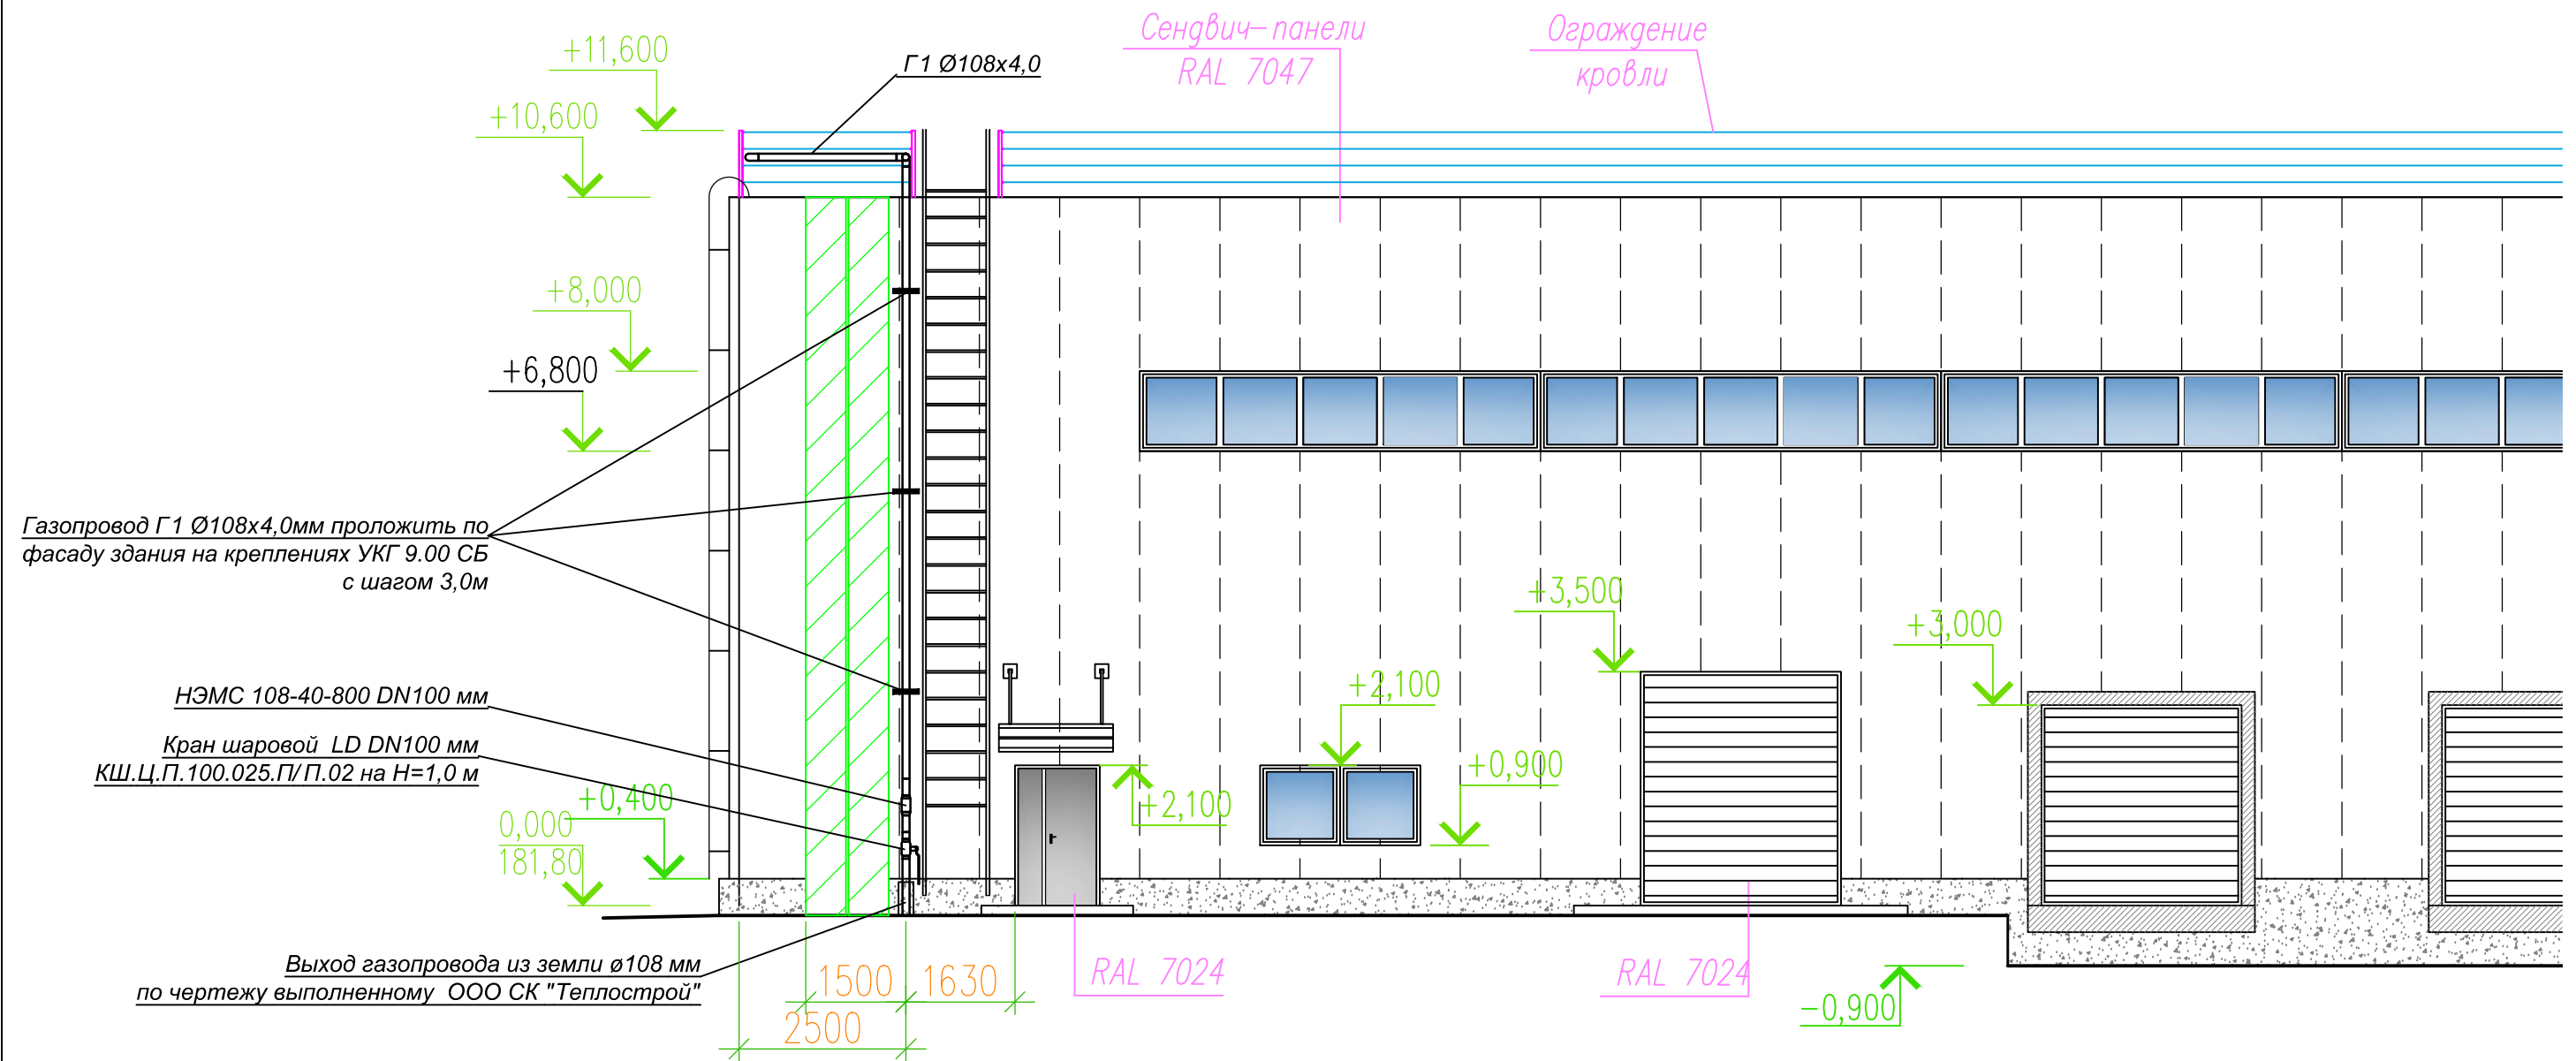 Сендвич-панели
RAL 7047
Ограждение
кровли
+11,600
Г1 Ø108х4,0
+10,600
+8,000
+6,800
Газопровод Г1 Ø108х4,0мм проложить по
фасаду здания на креплениях УКГ 9.00 СБ
с шагом 3,0м
+3,500
+3,000
НЭМС 108-40-800 DN100 мм
+2,100
Кран шаровой LD DN100 мм
КШ.Ц.П.100.025.П/П.02 на Н=1,0 м
+0,900
+0,400
+2,100
0,000
181,80
Выход газопровода из земли ø108 мм
по чертежу выполненному ООО СК "Теплострой"
1500
1630
RAL 7024
RAL 7024
-0,900
2500